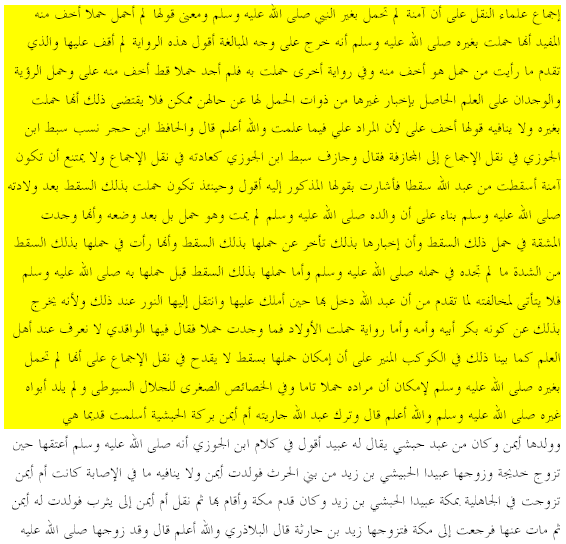 إجماع علماء النقل على أن آمنة لم تحمل بغير النبي صلى الله عليه وسلم ومعنى قولها لم أحمل حملا أخف منه
المفيد أنها حملت بغيره صلى الله عليه وسلم أنه خرج على وجه المبالغة أقول هذه الرواية لم أقف عليها والذي
تقدم ما رأيت من حمل هو أخف منه وفي رواية أخرى حملت به فلم أجد حملا قط أخف منه على وحمل الرؤية
والوجدان على العلم الحاصل بإخبار غيرها من ذوات الحمل لها عن حالهن ممكن فلا يقتضى ذلك أنها حملت
بغيره ولا ينافيه قولها أخف على لأن المراد علي فيما علمت والله أعلم قال والحافظ ابن حجر نسب سبط ابن
الجوزي في نقل الإجماع إلى المجازفة فقال وجازف سبط ابن الجوزي كعادته في نقل الإجماع ولا يمتنع أن تكون
آمنة أسقطت من عبد الله سقطا فأشارت بقولها المذكور إليه أقول وحينئذ تكون حملت بذلك السقط بعد ولادته
صلى الله عليه وسلم بناء على أن والده صلى الله عليه وسلم لم يمت وهو حمل بل بعد وضعه وأنها وجدت
المشقة في حمل ذلك السقط وأن إخبارها بذلك تأخر عن حملها بذلك السقط وأنها رأت في حملها بذلك السقط
من الشدة ما لم تجده في حمله صلى الله عليه وسلم وأما حملها بذلك السقط قبل حملها به صلى الله عليه وسلم
فلا يتأتى لمخالفته لما تقدم من أن عبد الله دخل بها حين أملك عليها وانتقل إليها النور عند ذلك ولأنه يخرج
بذلك عن كونه بكر أبيه وأمه وأما رواية حملت الأولاد فما وجدت حملا فقال فيها الواقدي لا نعرف عند أهل
العلم كما بينا ذلك في الكوكب المنير على أن إمكان حملها بسقط لا يقدح في نقل الإجماع على أنها لم تحمل
بغيره صلى الله عليه وسلم لإمكان أن مراده حملا تاما وفي الخصائص الصغرى للجلال السيوطى و لم يلد أبواه
غيره صلى الله عليه وسلم والله أعلم قال وترك عبد الله جاريته أم أيمن بركة الحبشية أسلمت قديما هي
وولدها أيمن وكان من عبد حبشي يقال له عبيد أقول في كلام ابن الجوزي أنه صلى الله عليه وسلم أعتقها حين
تزوج خديجة وزوجها عبيدا الحبيشي بن زيد من بني الحرث فولدت أيمن ولا ينافيه ما في الإصابة كانت أم أيمن
تزوجت في الجاهلية بمكة عبيدا الحبشي بن زيد وكان قدم مكة وأقام بها ثم نقل أم أيمن إلى يثرب فولدت له أيمن
ثم مات عنها فرجعت إلى مكة فتزوجها زيد بن حارثة قال البلاذري والله أعلم قال وقد زوجها صلى الله عليه